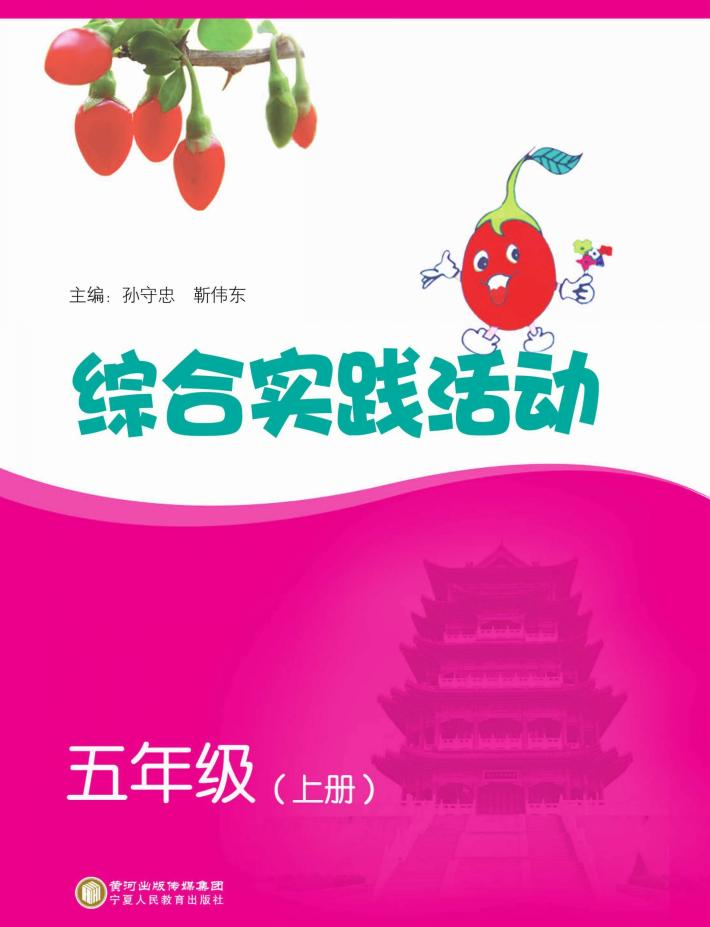 主编：孙守忠　靳伟东
综合实践活动
五年级（上册）
黄河出版传媒集团
宁夏人民教育出版社